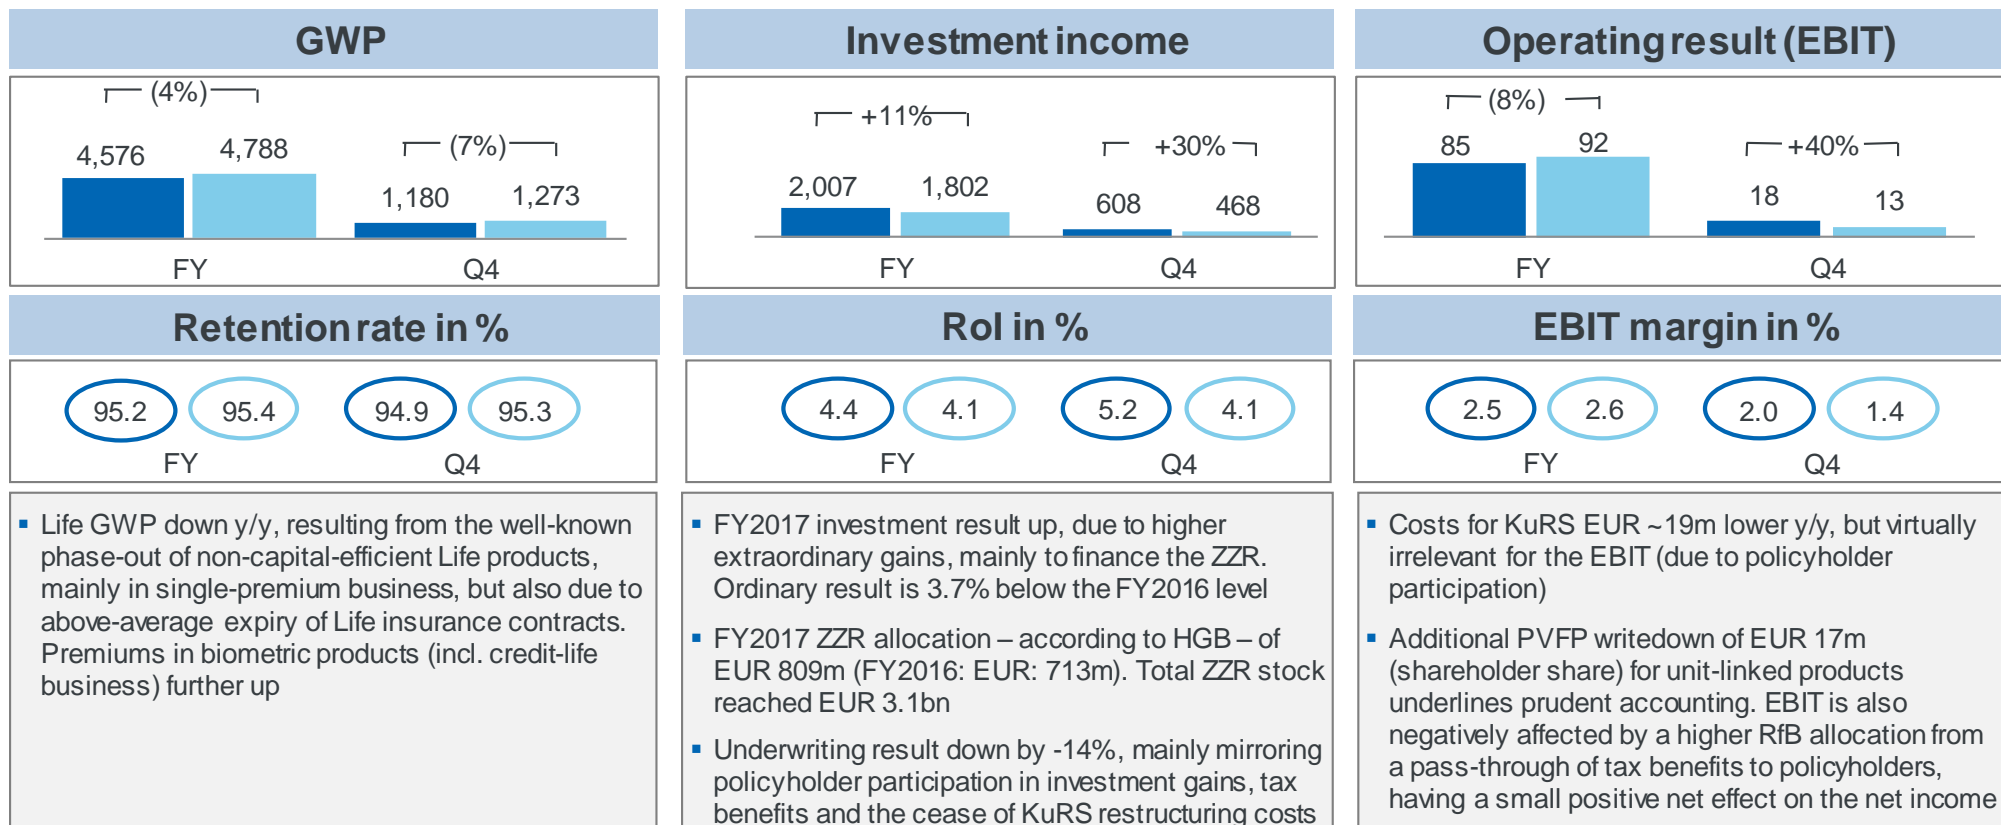 GWP
(4%)
4,576
4,788
(7%)
1,180
1,273
FY
Q4
Investment income
+11%
2,007
1,802
+30%
608
468
FY
Q4
Operating result (EBIT)
(8%)
85
92
+40%
18
13
FY
Q4
Retention rate in %
95.2
95.4
94.9
95.3
FY
Q4
RoI in %
4.4
4.1
5.2
4.1
FY
Q4
EBIT margin in %
2.5
2.6
2.0
1.4
FY
Q4
▪ Life GWP down y/y, resulting from the well-known
phase-out of non-capital-efficient Life products,
mainly in single-premium business, but also due to
above-average expiry of Life insurance contracts.
Premiums in biometric products (incl. credit-life
business) further up
▪ FY2017 investment result up, due to higher
extraordinary gains, mainly to finance the ZZR.
Ordinary result is 3.7% below the FY2016 level
▪ FY2017 ZZR allocation – according to HGB – of
EUR 809m (FY2016: EUR: 713m). Total ZZR stock
reached EUR 3.1bn
▪ Underwriting result down by -14%, mainly mirroring
policyholder participation in investment gains, tax
benefits and the cease of KuRS restructuring costs
▪ Costs for KuRS EUR ~19m lower y/y, but virtually
irrelevant for the EBIT (due to policyholder
participation)
▪ Additional PVFP writedown of EUR 17m
(shareholder share) for unit-linked products
underlines prudent accounting. EBIT is also
negatively affected by a higher RfB allocation from
a pass-through of tax benefits to policyholders,
having a small positive net effect on the net income